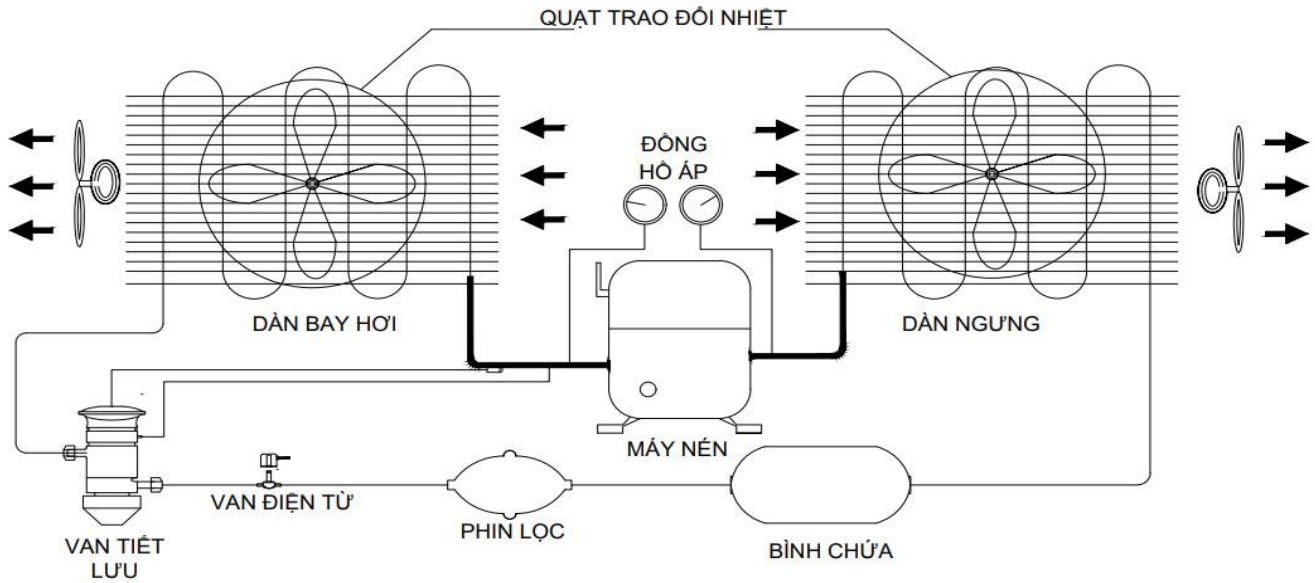 QUẠT TRAO ĐỔI NHIỆT
ĐỒNG
HỒ ÁP
DÀN BAY HƠI
DÀN NGƯNG
MÁY NÉN
VAN ĐIỆN TỪ
PHIN LỌC
BÌNH CHỨA
VAN TIẾT
LƯU